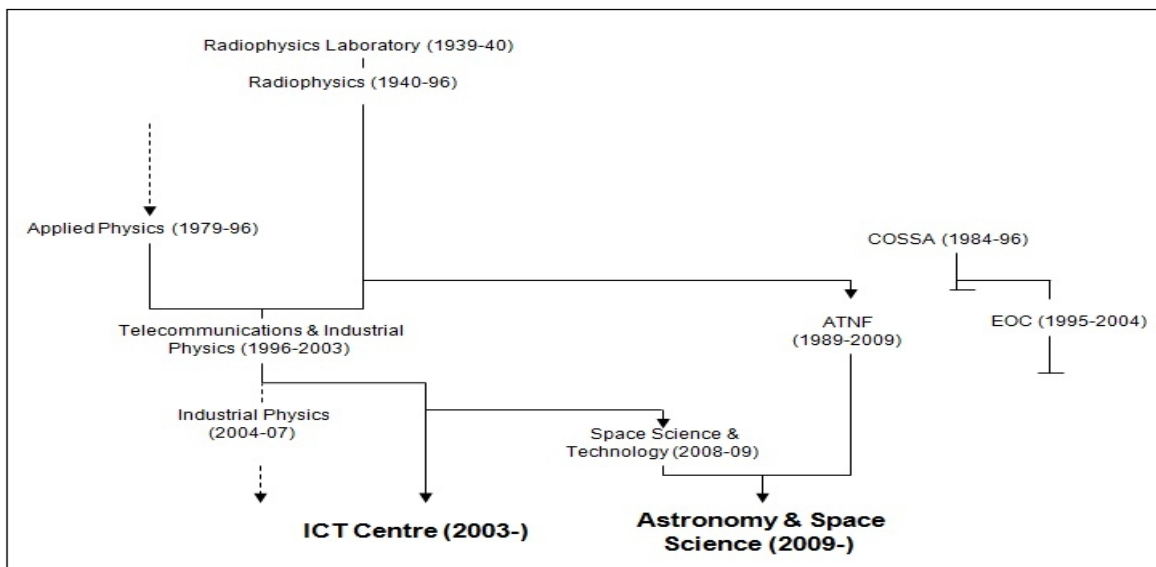 Radiophysics Laboratory (1939-40)
Radiophysics (1940-96)
Applied Physics (1979-96)
COSSA (1984-96)
Telecommunications & Industrial
Physics (1996-2003)
ATNF
(1989-2009)
EOC (1995-2004)
Industrial Physics
(2004-07)
Space Science &
Technology (2008-09)
ICT Centre (2003-)
Astronomy & Space
Science (2009-)